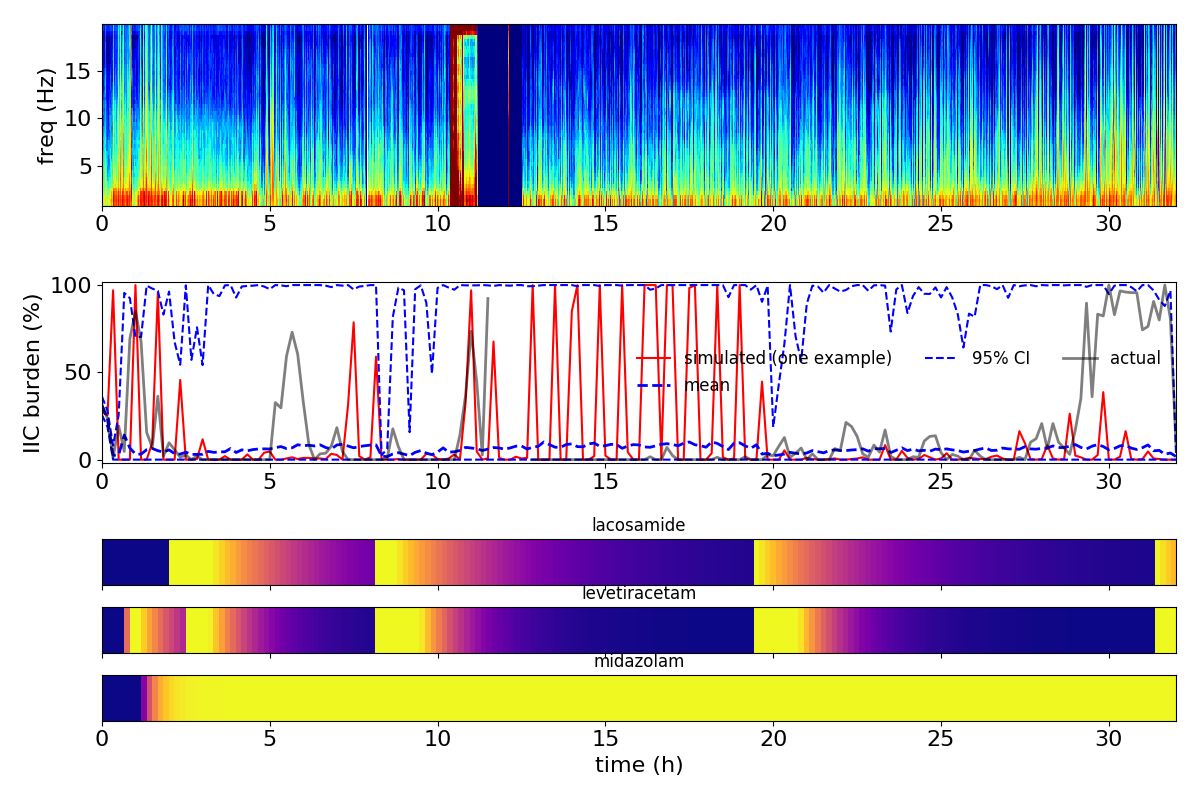 freq (Hz)
15
10
5
0 5 10 15 20 25 30
IIC burden (%)
100
50
0
simulated (one example) 95% CI actual
mean
0 5 10 15 20 25 30
lacosamide
levetiracetam
midazolam
0 5 10 15 20 25 30
time (h)